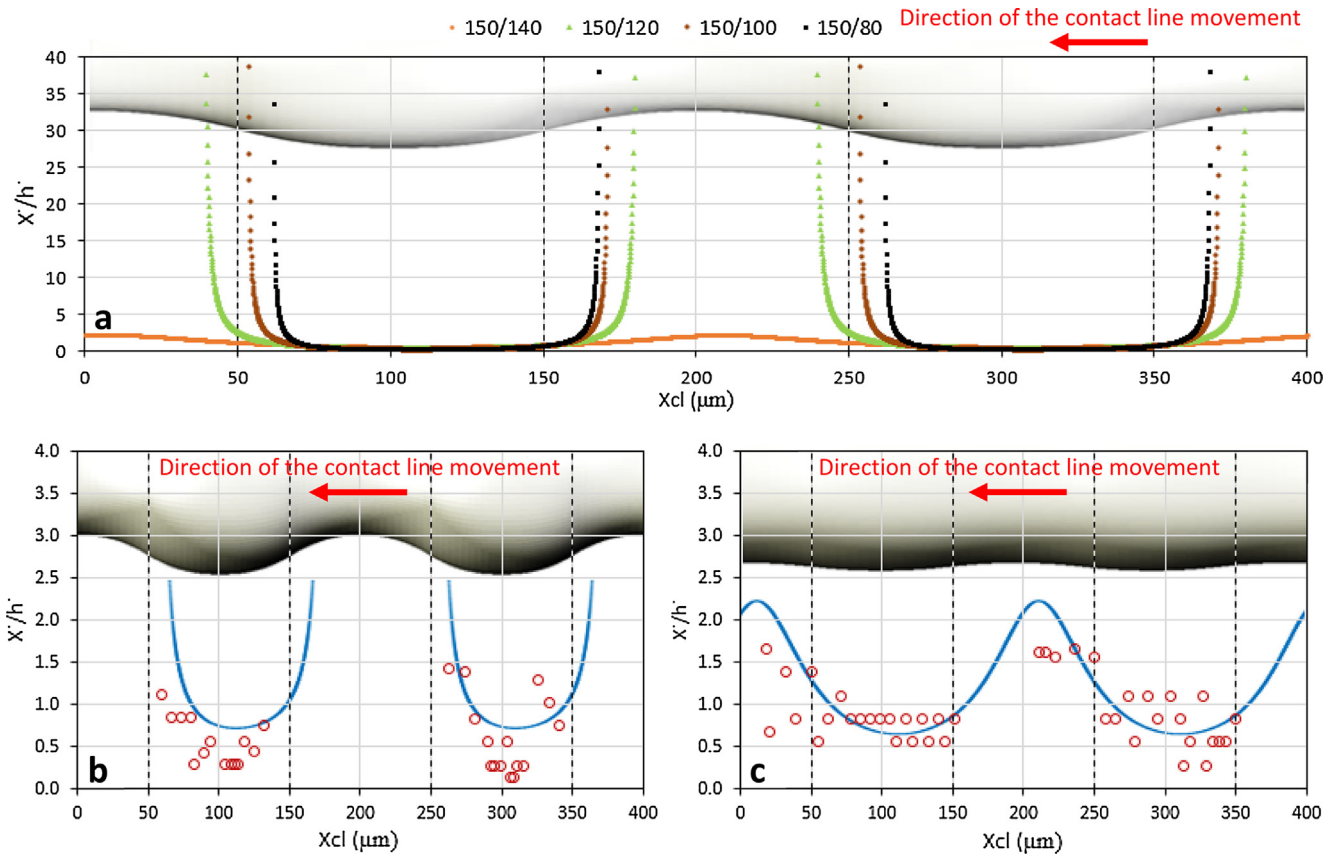 Direction of the contact line movement
150/140 150/120 150/100 150/80
40
35
30
25
20
15
10
5
0
X˙/h˙
a
0 50 100 150 200 250 300 350 400
Xcl (µm)
4.0
3.5
3.0
2.5
2.0
1.5
1.0
0.5
0.0
X˙/h˙
Direction of the contact line movement
b
0 50 100 150 200 250 300 350 400
Xcl (µm)
4.0
3.5
3.0
2.5
2.0
1.5
1.0
0.5
0.0
X˙/h˙
Direction of the contact line movement
c
0 50 100 150 200 250 300 350 400
Xcl (µm)